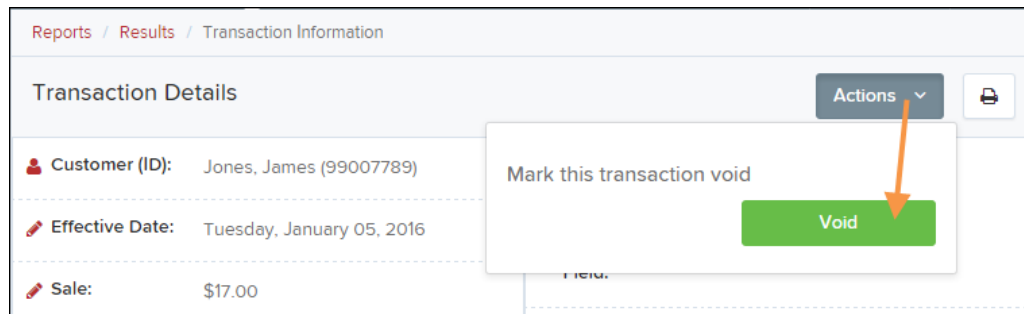 Reports / Results / Transaction Information
Transaction Details
Actions
Customer (ID): Jones, James (99007789)
Mark this transaction void
Effective Date: Tuesday, January 05, 2016
Void
Field:
Sale: $17.00